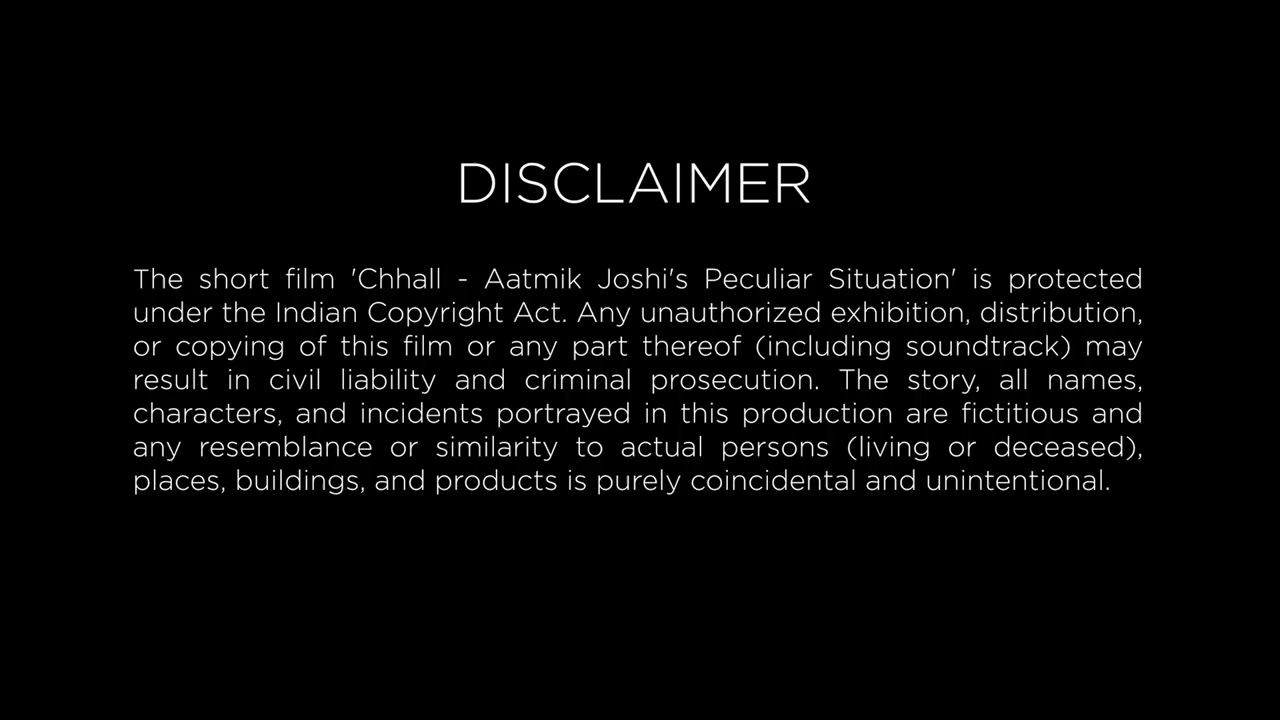 DISCLAIMER
The short film 'Chhall - Aatmik Joshi's Peculiar Situation' is protected
under the Indian Copyright Act. Any unauthorized exhibition, distribution,
or copying of this film or any part thereof (including soundtrack) may
result in civil liability and criminal prosecution. The story, all names,
characters, and incidents portrayed in this production are fictitious and
any resemblance or similarity to actual persons (living or deceased),
places, buildings, and products is purely coincidental and unintentional.